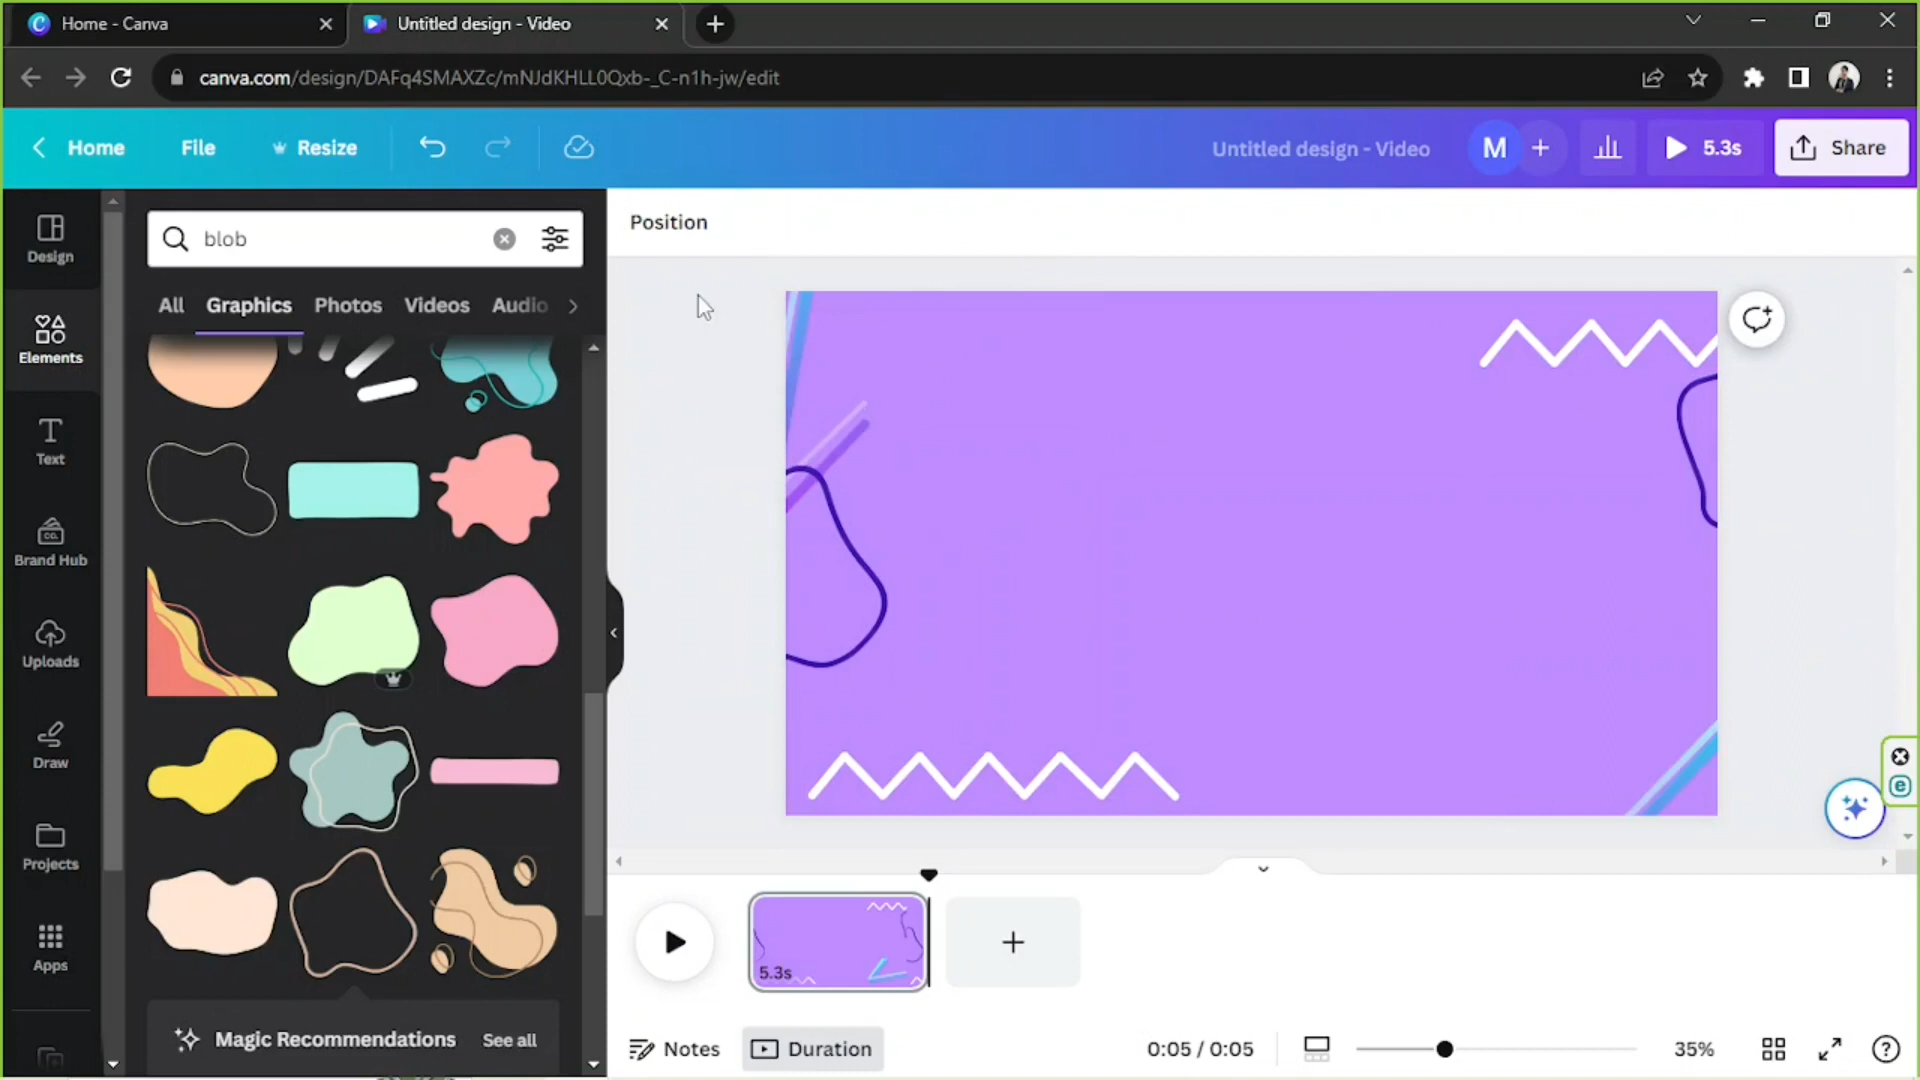 Home - Canva
Untitled design - Video
canva.com/design/DAFq4SMAXZc/mNJdKHLL0Qxb-_C-n1h-jw/edit
Home
File
Resize
Untitled design - Video
M
5.3s
Share
Design
Elements
Text
Brand Hub
CO.
Uploads
Draw
Projects
Apps
blob
All
Graphics
Photos
Videos
Audio
Magic Recommendations
See all
Position
5.3s
Notes
Duration
0:05 / 0:05
35%